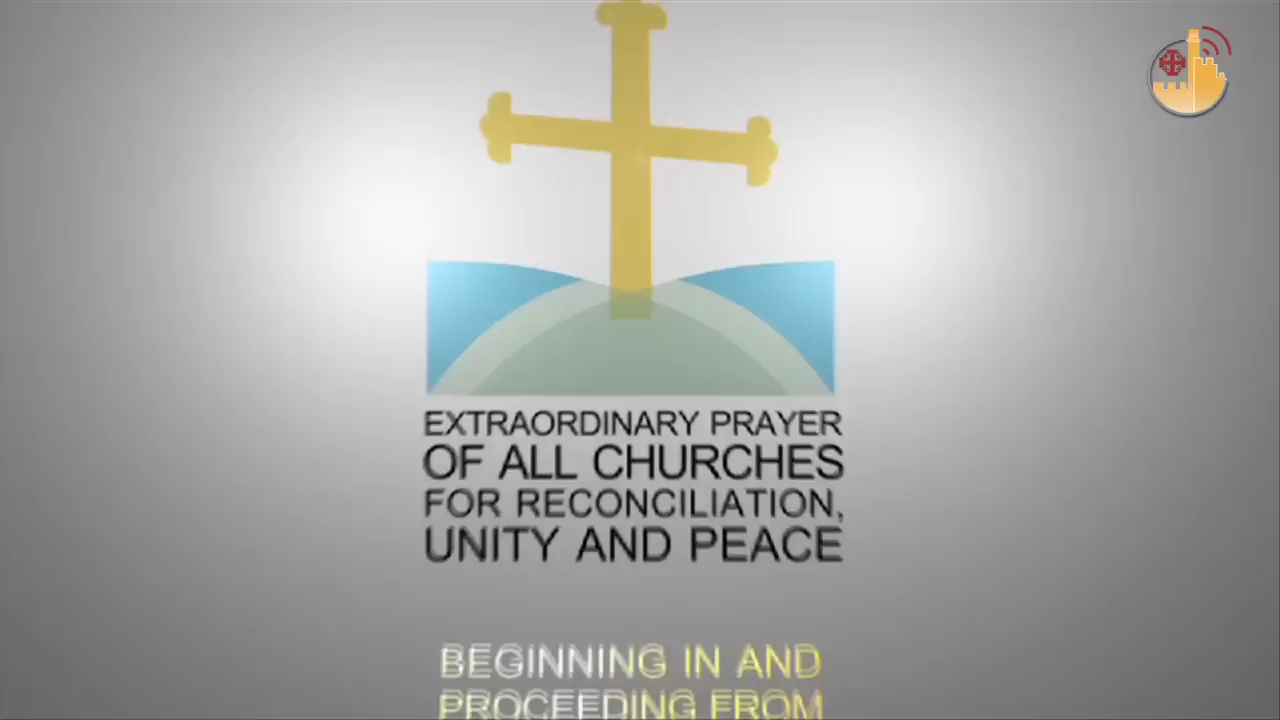 EXTRAORDINARY PRAYER
OF ALL CHURCHES
FOR RECONCILIATION,
UNITY AND PEACE
BEGINNING IN AND
PROCEEDING FROM